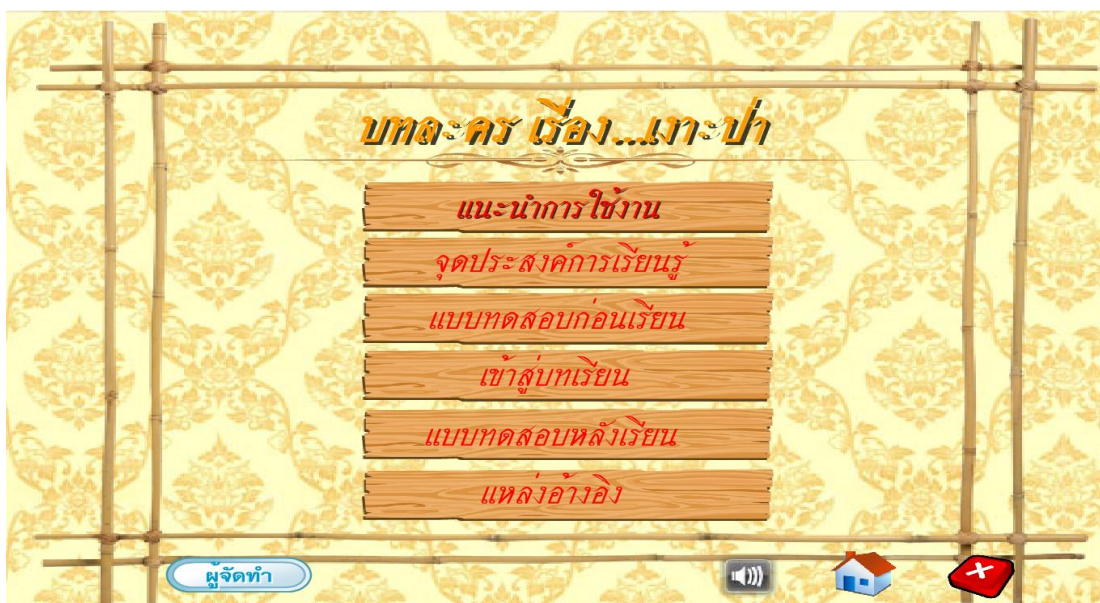 บทละคร เรื่อง...เงาะป่า
แนะนำการใช้งาน
จุดประสงค์การเรียนรู้
แบบทดสอบก่อนเรียน
เข้าสู่บทเรียน
แบบทดสอบหลังเรียน
แหล่งอ้างอิง
ผู้จัดทำ